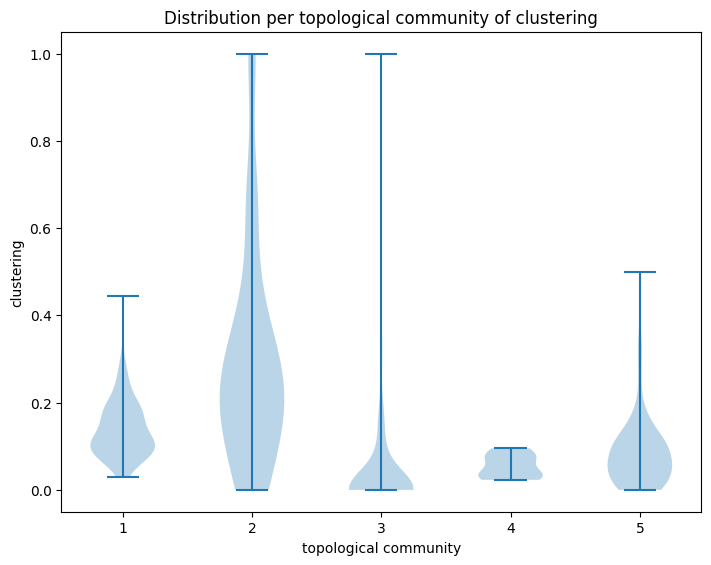 Distribution per topological community of clustering
1.0
0.8
0.6
0.4
0.2
0.0
clustering
1 2 3 4 5
topological community